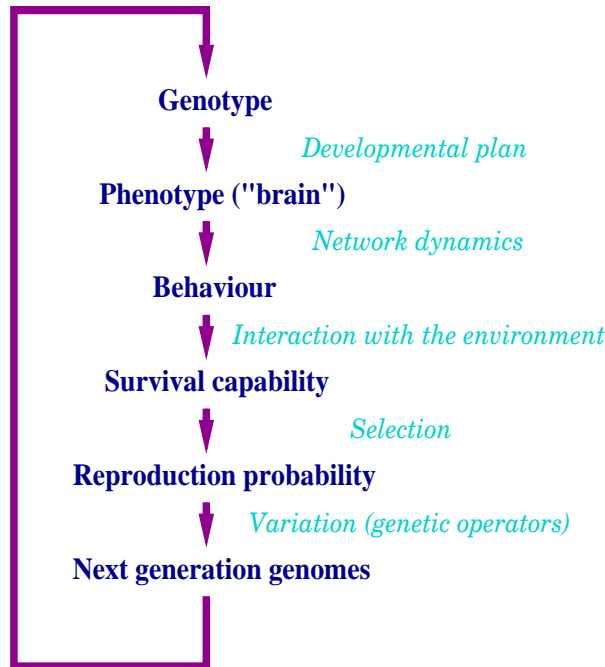 Genotype
Developmental plan
Phenotype ("brain")
Network dynamics
Behaviour
Interaction with the environment
Survival capability
Selection
Reproduction probability
Variation (genetic operators)
Next generation genomes